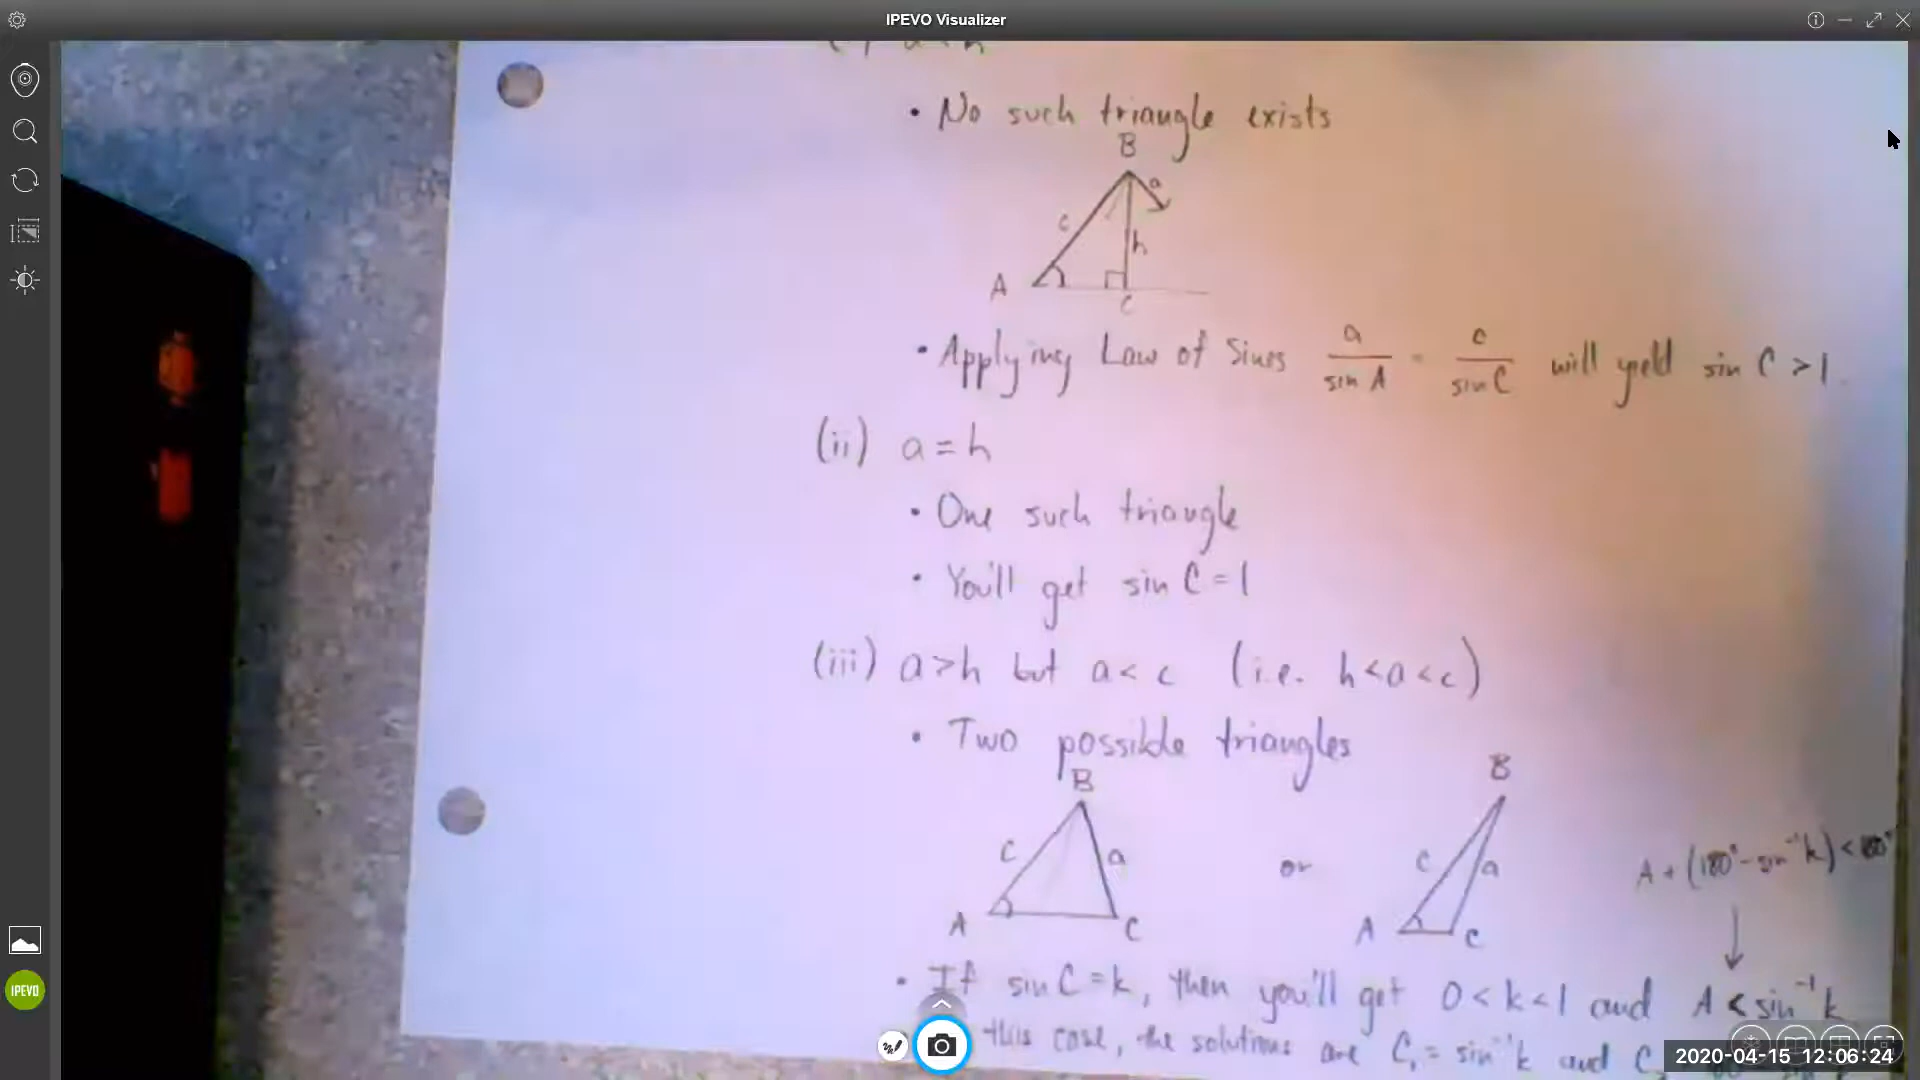 IPEVO Visualizer
• No such triangle exists
B
a
c
h
A
C
• Applying Law of Sines a/sin A = c/sin C will yield sin C > 1.
(ii) a = h
• One such triangle
• You'll get sin C = 1
(iii) a > h but a < c (i.e. h < a < c)
• Two possible triangles
B
B
c a
or
c a
A + (180° - sin⁻¹k) < 180°
A C
A C
• If sin C = k, then you'll get 0 < k < 1 and A < sin⁻¹ k
this case, the solutions are C₁ = sin⁻¹ k and C
IPEVO
2020-04-15 12:06:24